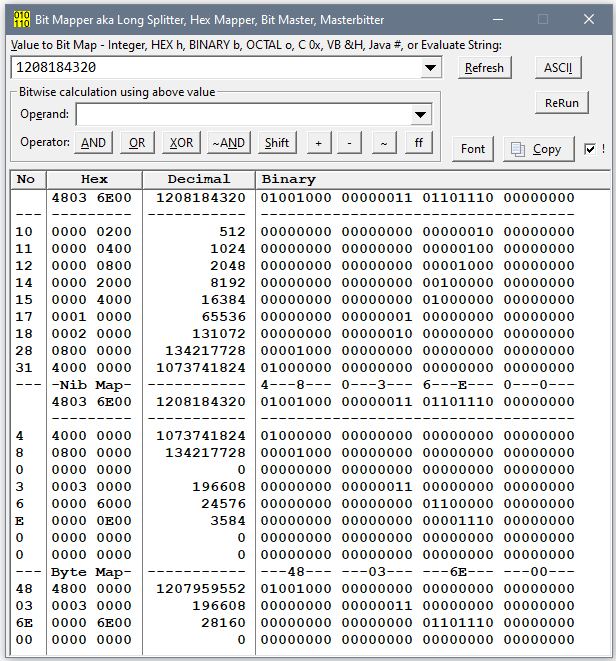 010
110
Bit Mapper aka Long Splitter, Hex Mapper, Bit Master, Masterbitter
Value to Bit Map - Integer, HEX h, BINARY b, OCTAL o, C 0x, VB &H, Java #, or Evaluate String:
1208184320 Refresh ASCII
Bitwise calculation using above value
Operand: ReRun
Operator: AND OR XOR ~AND Shift + - ~ ff Font Copy !
No Hex Decimal Binary
4803 6E00 1208184320 01001000 00000011 01101110 00000000
--- --------- ------------ -----------------------------------
10 0000 0200 512 00000000 00000000 00000010 00000000
11 0000 0400 1024 00000000 00000000 00000100 00000000
12 0000 0800 2048 00000000 00000000 00001000 00000000
14 0000 2000 8192 00000000 00000000 00100000 00000000
15 0000 4000 16384 00000000 00000000 01000000 00000000
17 0001 0000 65536 00000000 00000001 00000000 00000000
18 0002 0000 131072 00000000 00000010 00000000 00000000
28 0800 0000 134217728 00001000 00000000 00000000 00000000
31 4000 0000 1073741824 01000000 00000000 00000000 00000000
--- -Nib Map- ------------ 4---8---- 0---3--- 6---E--- 0---0---
4803 6E00 1208184320 01001000 00000011 01101110 00000000
--------- ------------ -----------------------------------
4 4000 0000 1073741824 01000000 00000000 00000000 00000000
8 0800 0000 134217728 00001000 00000000 00000000 00000000
0 0000 0000 0 00000000 00000000 00000000 00000000
3 0003 0000 196608 00000000 00000011 00000000 00000000
6 0000 6000 24576 00000000 00000000 01100000 00000000
E 0000 0E00 3584 00000000 00000000 00001110 00000000
0 0000 0000 0 00000000 00000000 00000000 00000000
0 0000 0000 0 00000000 00000000 00000000 00000000
--- Byte Map- ------------ ---48--- ---03--- ---6E--- ---00---
48 4800 0000 1207959552 01001000 00000000 00000000 00000000
03 0003 0000 196608 00000000 00000011 00000000 00000000
6E 0000 6E00 28160 00000000 00000000 01101110 00000000
00 0000 0000 0 00000000 00000000 00000000 00000000